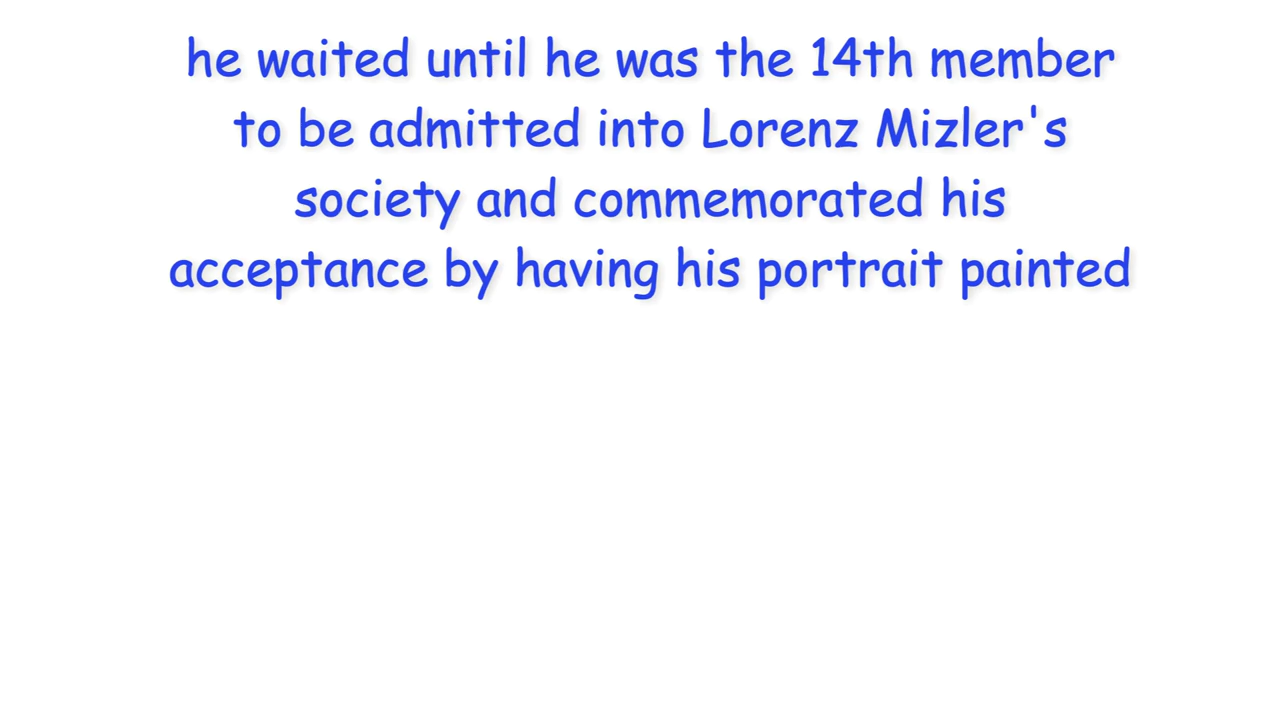 he waited until he was the 14th member
to be admitted into Lorenz Mizler's
society and commemorated his
acceptance by having his portrait painted